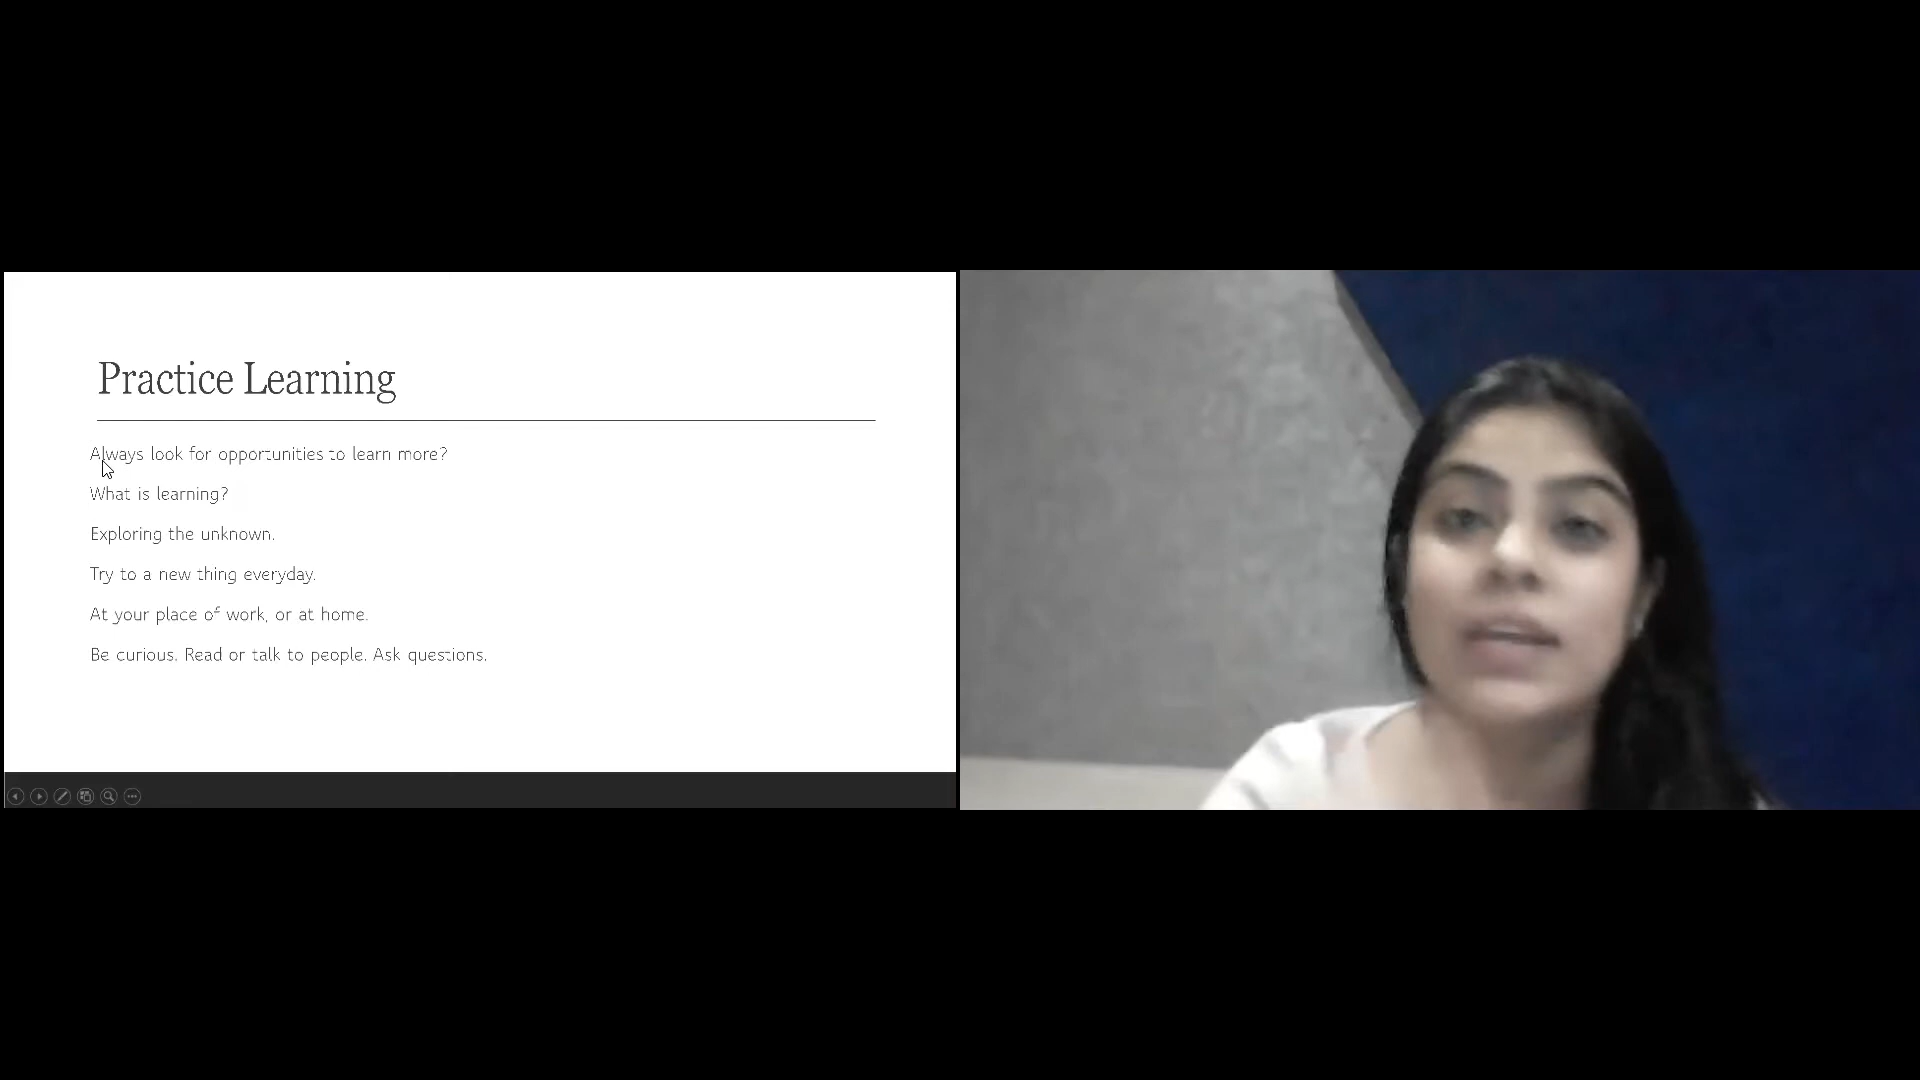 Practice Learning
Always look for opportunities to learn more?
What is learning?
Exploring the unknown.
Try to a new thing everyday.
At your place of work, or at home.
Be curious. Read or talk to people. Ask questions.